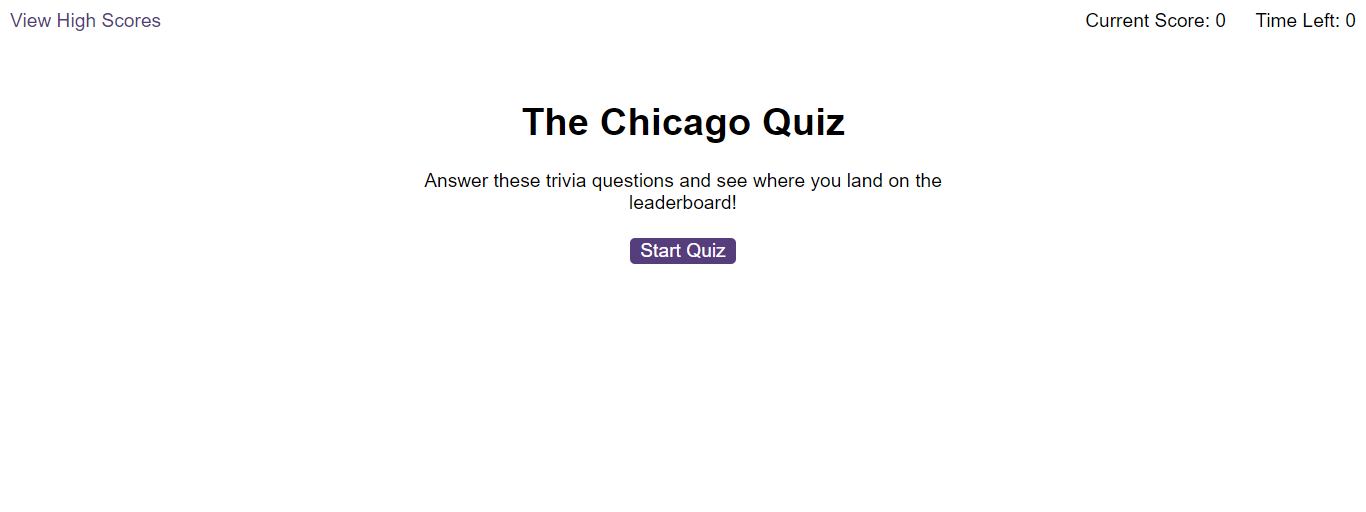 View High Scores
Current Score: 0
Time Left: 0
The Chicago Quiz
Answer these trivia questions and see where you land on the
leaderboard!
Start Quiz